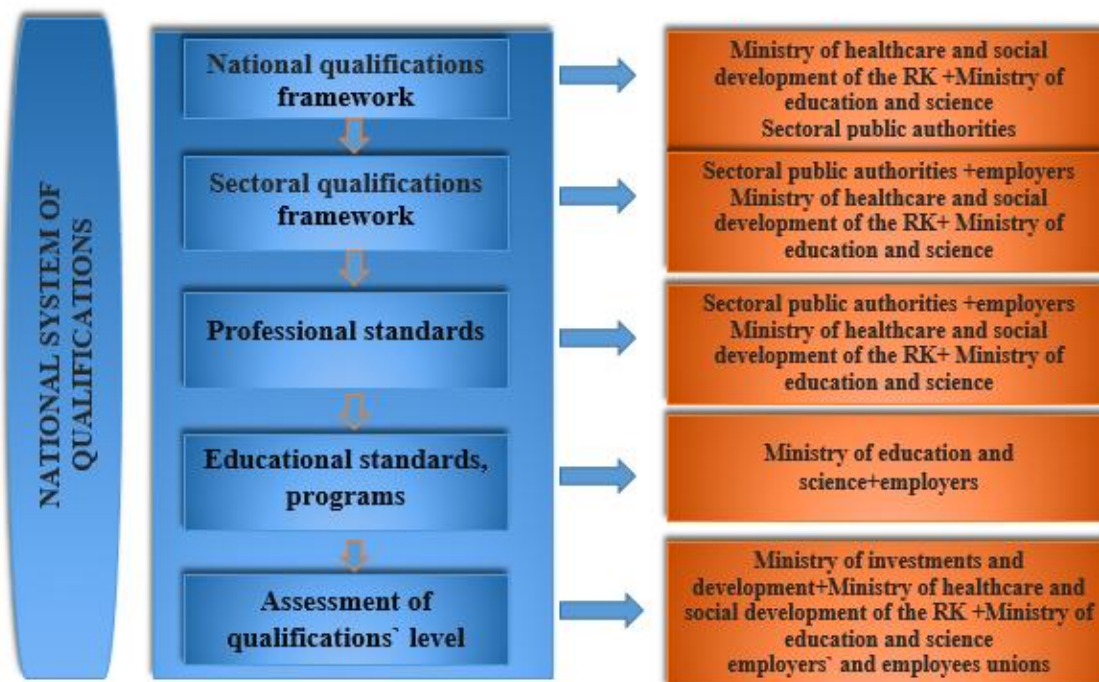 NATIONAL SYSTEM OF
QUALIFICATIONS
National qualifications
framework
Ministry of healthcare and social
development of the RK +Ministry of
education and science
Sectoral public authorities
Sectoral qualifications
framework
Sectoral public authorities +employers
Ministry of healthcare and social
development of the RK+ Ministry of
education and science
Professional standards
Sectoral public authorities +employers
Ministry of healthcare and social
development of the RK+ Ministry of
education and science
Educational standards,
programs
Ministry of education and
science+employers
Assessment of
qualifications` level
Ministry of investments and
development+Ministry of healthcare and
social development of the RK +Ministry of
education and science
employers` and employees unions